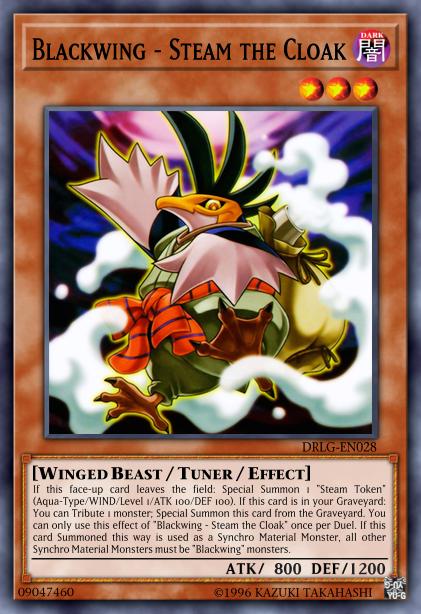 BLACKWING - STEAM THE CLOAK
DARK
闇
DRLG-EN028
[WINGED BEAST / TUNER / EFFECT]
If this face-up card leaves the field: Special Summon 1 "Steam Token"
(Aqua-Type/WIND/Level 1/ATK 100/DEF 100). If this card is in your Graveyard:
You can Tribute 1 monster; Special Summon this card from the Graveyard. You
can only use this effect of "Blackwing - Steam the Cloak" once per Duel. If this
card Summoned this way is used as a Synchro Material Monster, all other
Synchro Material Monsters must be "Blackwing" monsters.
ATK/ 800 DEF/1200
09047460
©1996 KAZUKI TAKAHASHI